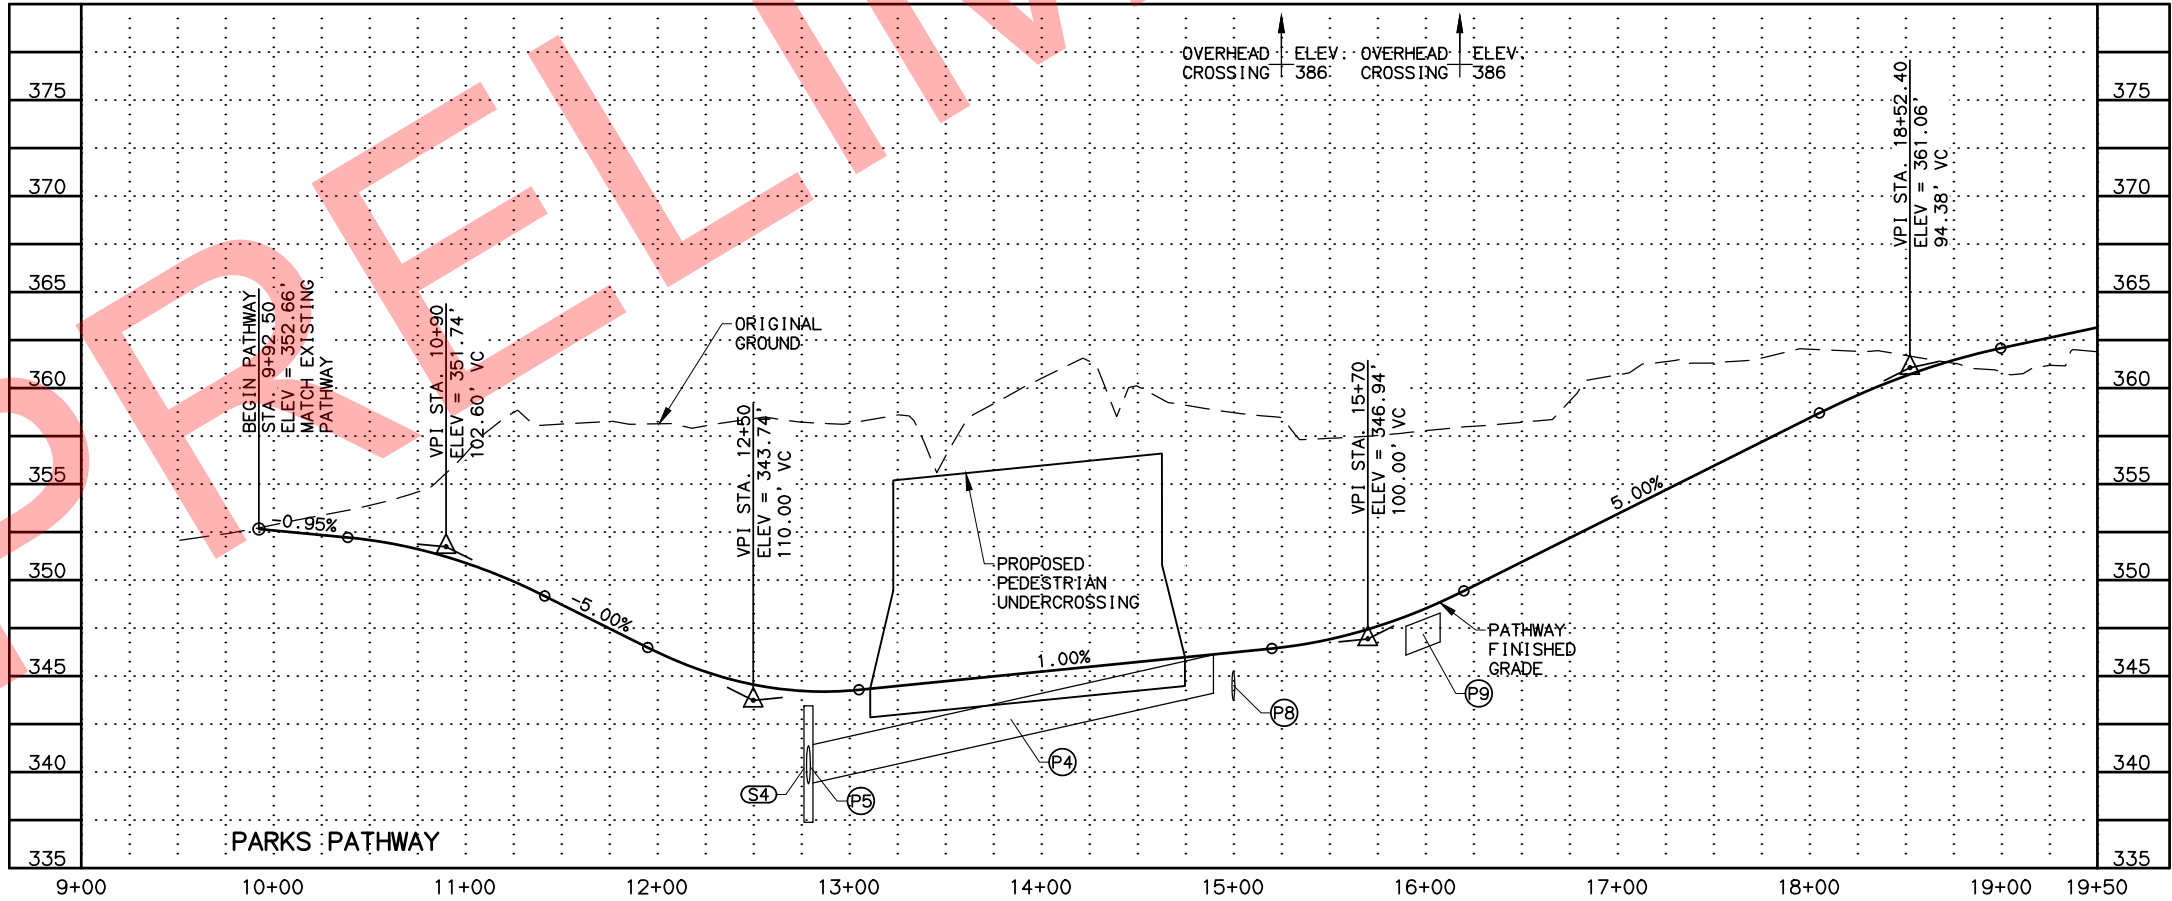 PRELIM
OVERHEAD CROSSING ELEV. 386
OVERHEAD CROSSING ELEV. 386
375
370
365
360
355
350
345
340
335
375
370
365
360
355
350
345
340
335
BEGIN PATHWAY
STA. 9+92.50
ELEV = 352.66'
MATCH EXISTING
PATHWAY
VPI STA. 10+90
ELEV = 351.74'
102.60' VC
ORIGINAL
GROUND
VPI STA. 12+50
ELEV = 343.74'
110.00' VC
PROPOSED
PEDESTRIAN
UNDERCROSSING
VPI STA. 15+70
ELEV = 346.94'
100.00' VC
VPI STA. 18+52.40
ELEV = 361.06'
94.38' VC
-0.95%
-5.00%
1.00%
5.00%
PATHWAY
FINISHED
GRADE
P9
P8
P4
S4
P5
PARKS PATHWAY
9+00 10+00 11+00 12+00 13+00 14+00 15+00 16+00 17+00 18+00 19+00 19+50